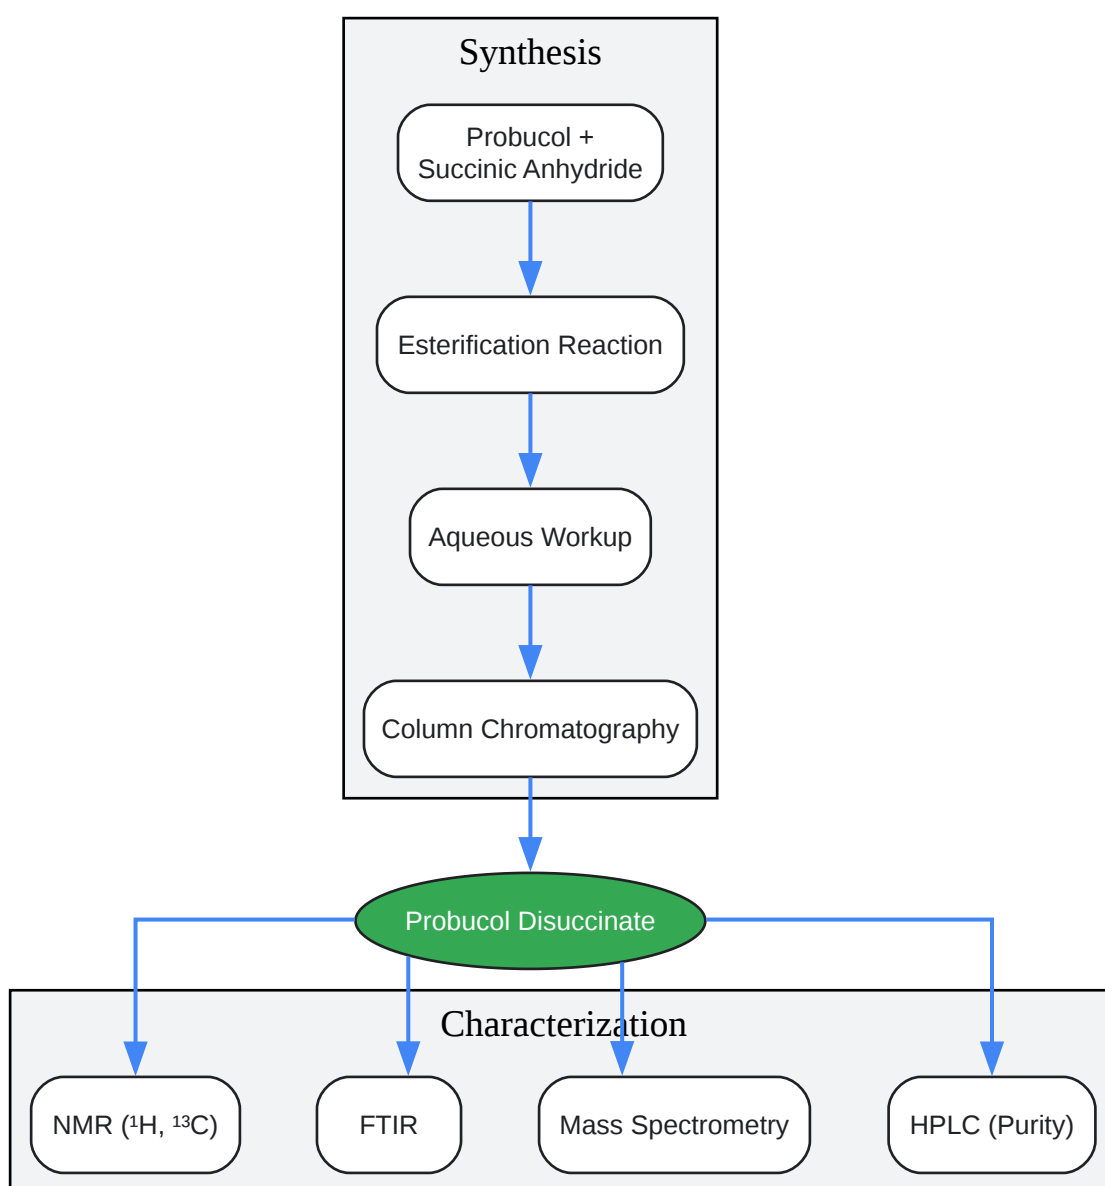 Synthesis
Probucol +
Succinic Anhydride
Esterification Reaction
Aqueous Workup
Column Chromatography
Probucol Disuccinate
Characterization
NMR (¹H, ¹³C)
FTIR
Mass Spectrometry
HPLC (Purity)